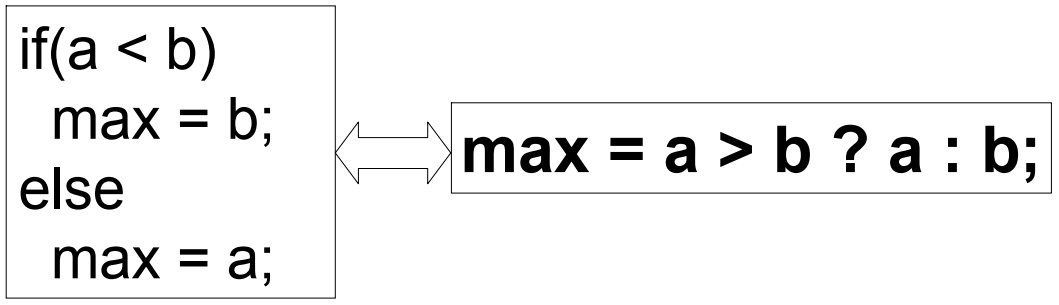 if(a < b)
max = b;
else
max = a;
max = a > b ? a : b;